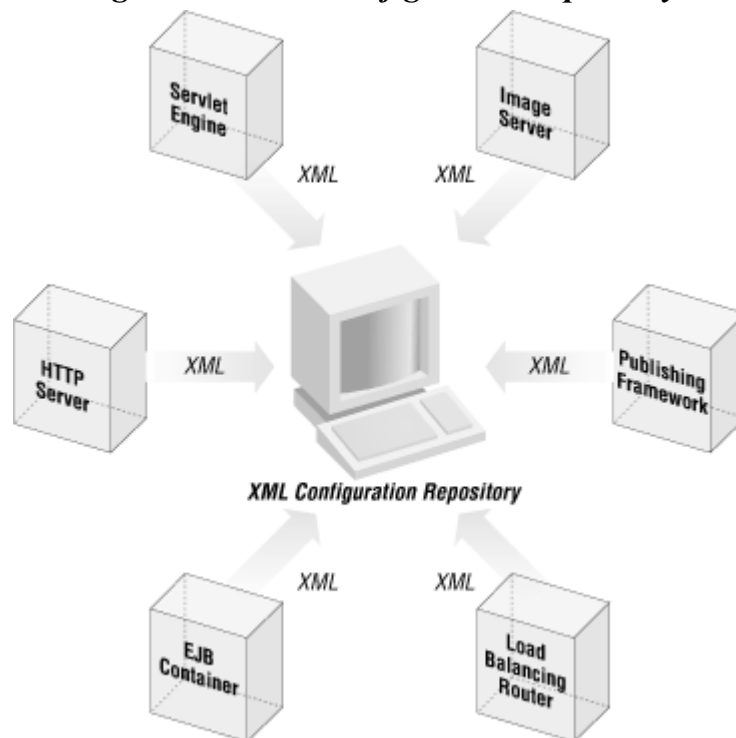 Servlet
Engine
Image
Server
XML
XML
HTTP
Server
XML
XML
Publishing
Framework
XML Configuration Repository
XML
XML
EJB
Container
Load
Balancing
Router